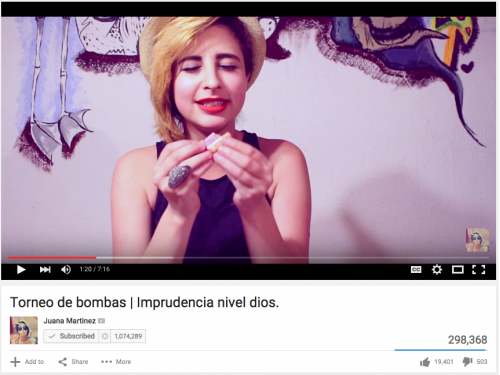 1:20 / 7:16
CC
Torneo de bombas | Imprudencia nivel dios.
Juana Martinez
Subscribed 1,074,289
298,368
Add to Share More 19,401 503